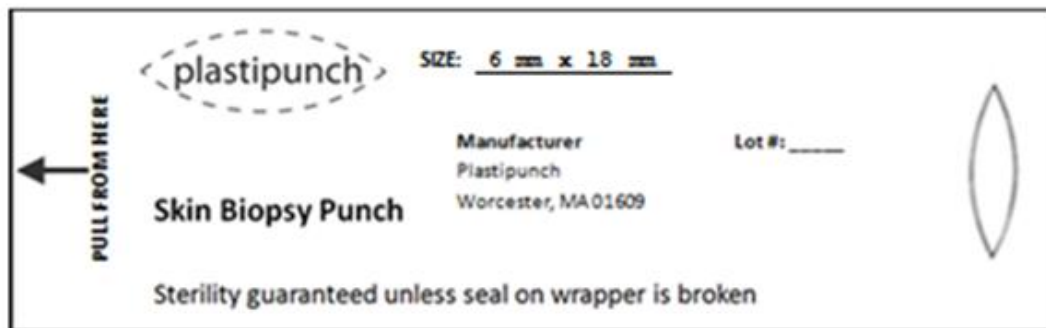 plastipunch
SIZE: 6 mm x 18 mm
PULL FROM HERE
Manufacturer
Lot #:_____
Plastipunch
Worcester, MA 01609
Skin Biopsy Punch
Sterility guaranteed unless seal on wrapper is broken